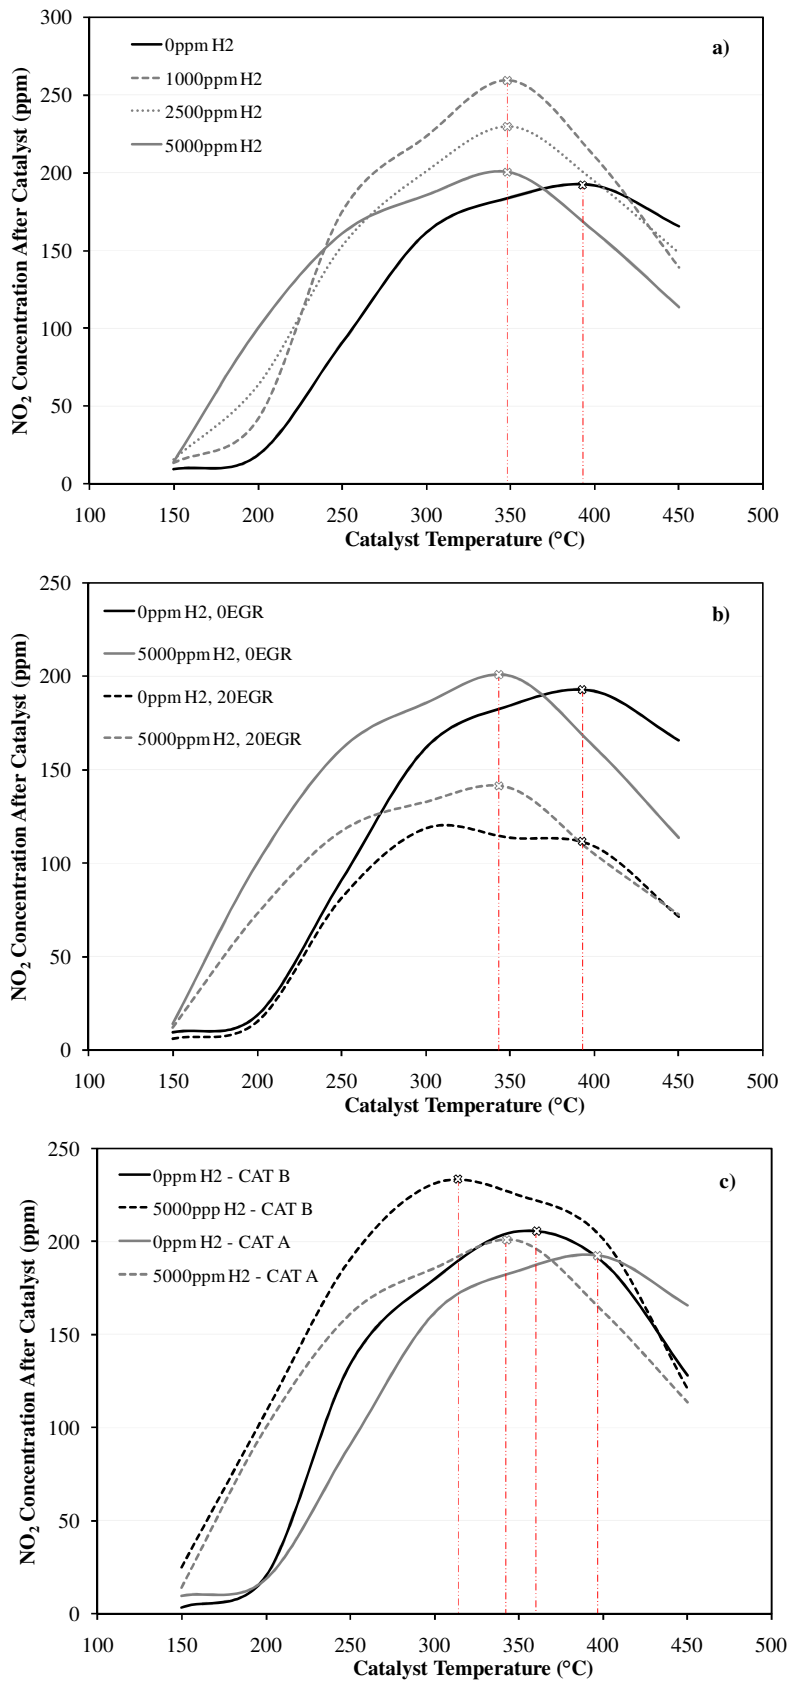 300
250
200
150
100
50
0
NO2 Concentration After Catalyst (ppm)
0ppm H2
1000ppm H2
2500ppm H2
5000ppm H2
a)
100 150 200 250 300 350 400 450 500
Catalyst Temperature (°C)
250
200
150
100
50
0
NO2 Concentration After Catalyst (ppm)
0ppm H2, 0EGR
5000ppm H2, 0EGR
0ppm H2, 20EGR
5000ppm H2, 20EGR
b)
100 150 200 250 300 350 400 450 500
Catalyst Temperature (°C)
250
200
150
100
50
0
NO2 Concentration After Catalyst (ppm)
0ppm H2 - CAT B
5000ppp H2 - CAT B
0ppm H2 - CAT A
5000ppm H2 - CAT A
c)
100 150 200 250 300 350 400 450 500
Catalyst Temperature (°C)